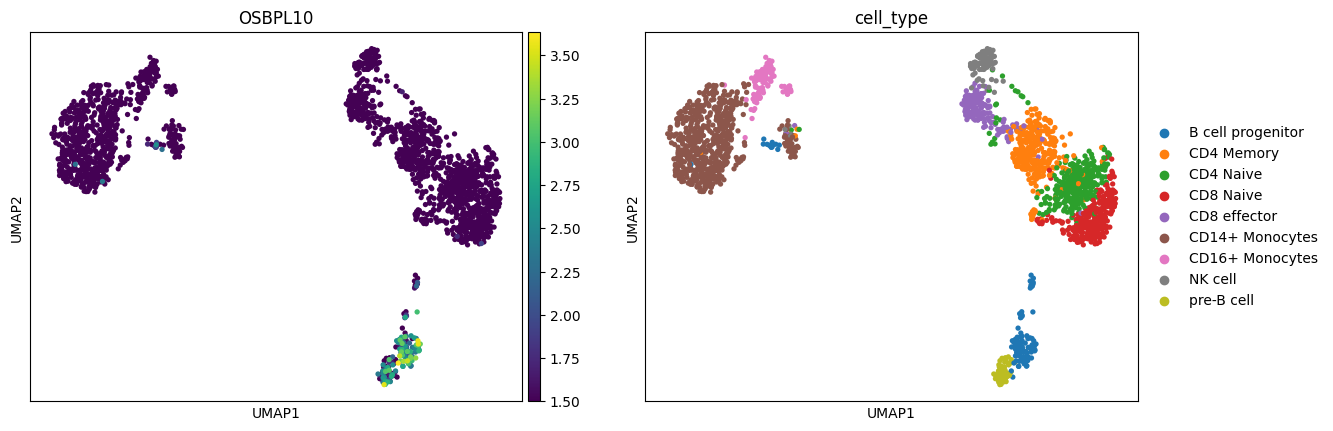 OSBPL10
UMAP2
UMAP1
3.50
3.25
3.00
2.75
2.50
2.25
2.00
1.75
1.50
cell_type
UMAP2
UMAP1
B cell progenitor
CD4 Memory
CD4 Naive
CD8 Naive
CD8 effector
CD14+ Monocytes
CD16+ Monocytes
NK cell
pre-B cell